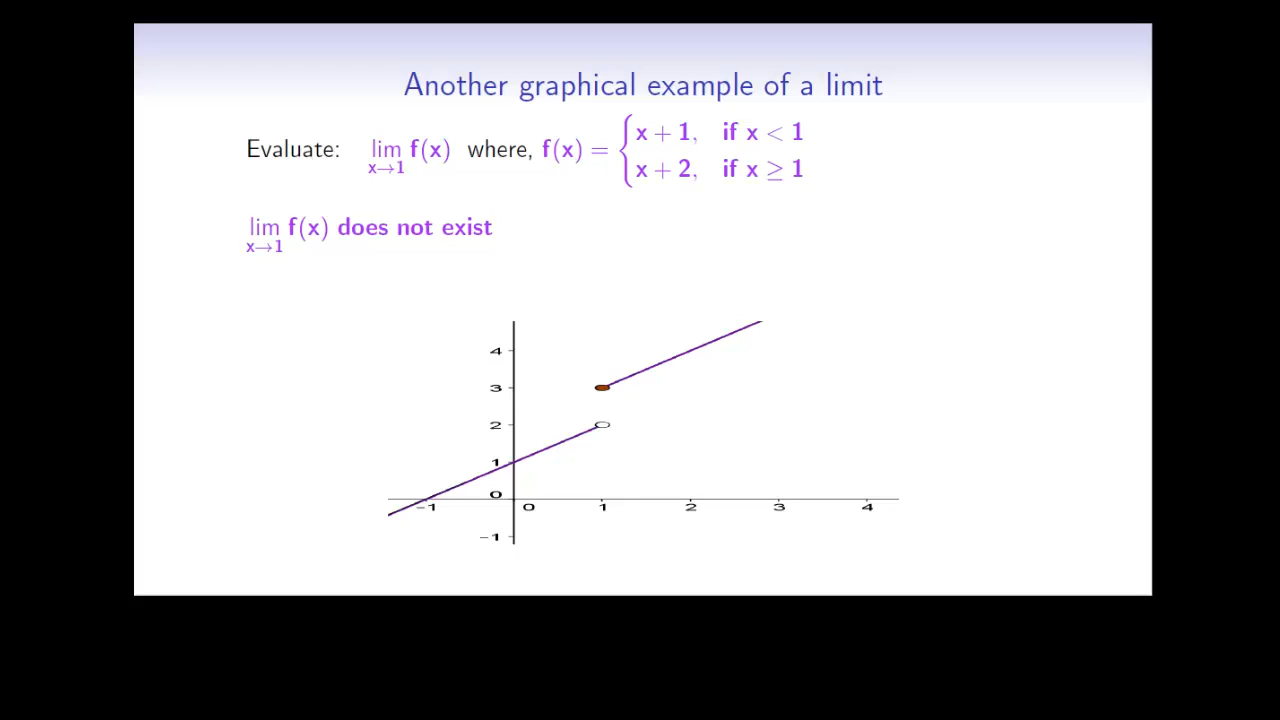 Another graphical example of a limit
Evaluate: lim f(x) where, f(x) = { x + 1, if x < 1
x→1
x + 2, if x ≥ 1
lim f(x) does not exist
x→1
4
3
2
1
0
−1 0 1 2 3 4
−1